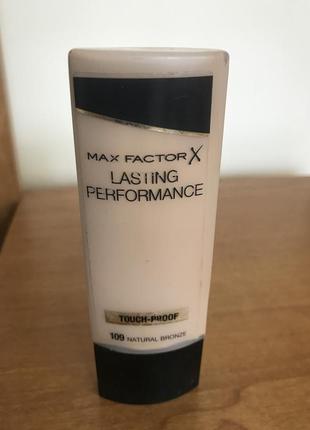 MAX FACTOR X
LASTING
PERFORMANCE
TOUCH-PROOF
109 NATURAL BRONZE